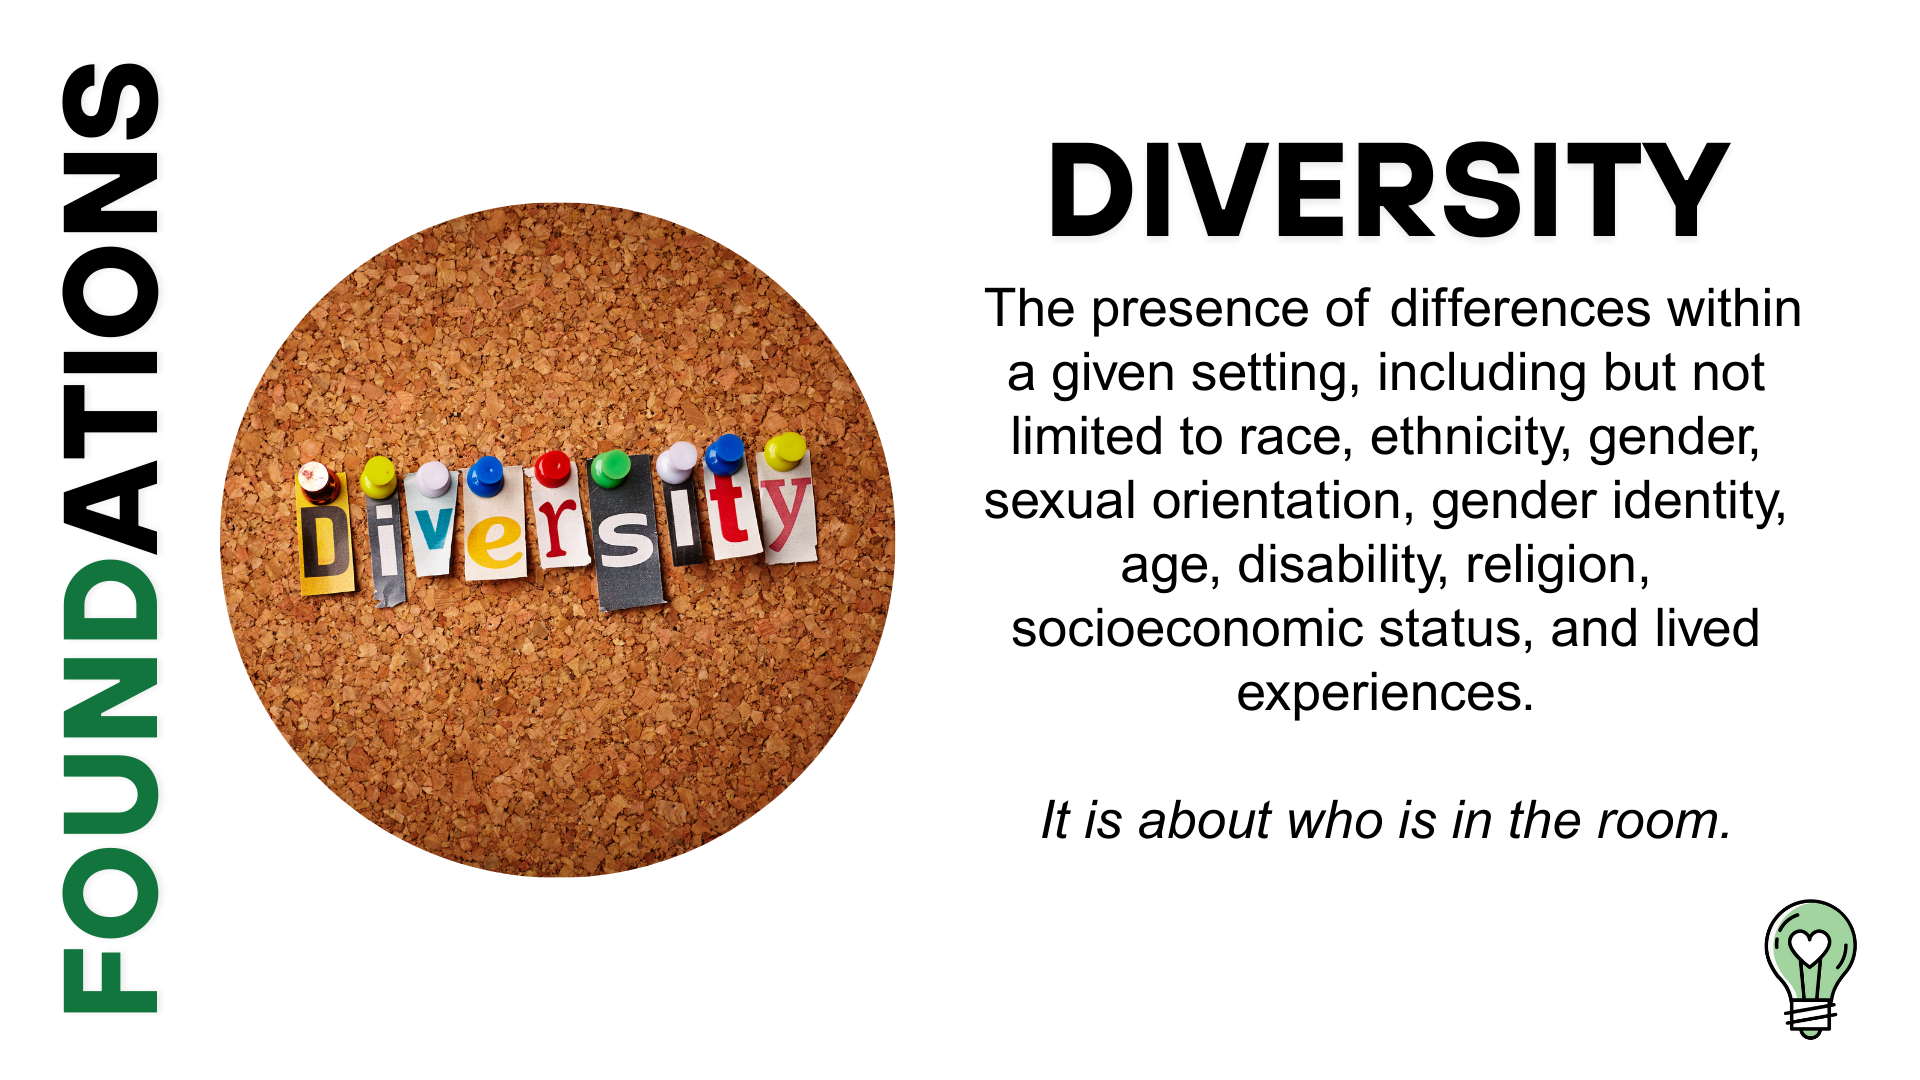 FOUNDATIONS
Diversity
DIVERSITY
The presence of differences within
a given setting, including but not
limited to race, ethnicity, gender,
sexual orientation, gender identity,
age, disability, religion,
socioeconomic status, and lived
experiences.
It is about who is in the room.